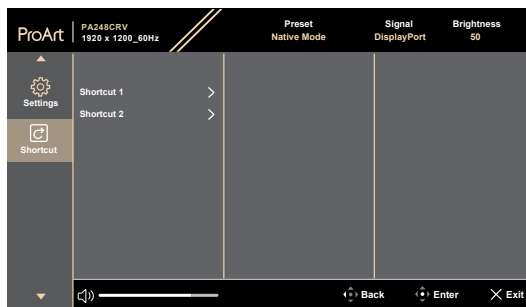 ProArt
PA248CRV
1920 x 1200_60Hz
Preset
Native Mode
Signal
DisplayPort
Brightness
50
Settings
Shortcut
Shortcut 1
Shortcut 2
Back
Enter
Exit